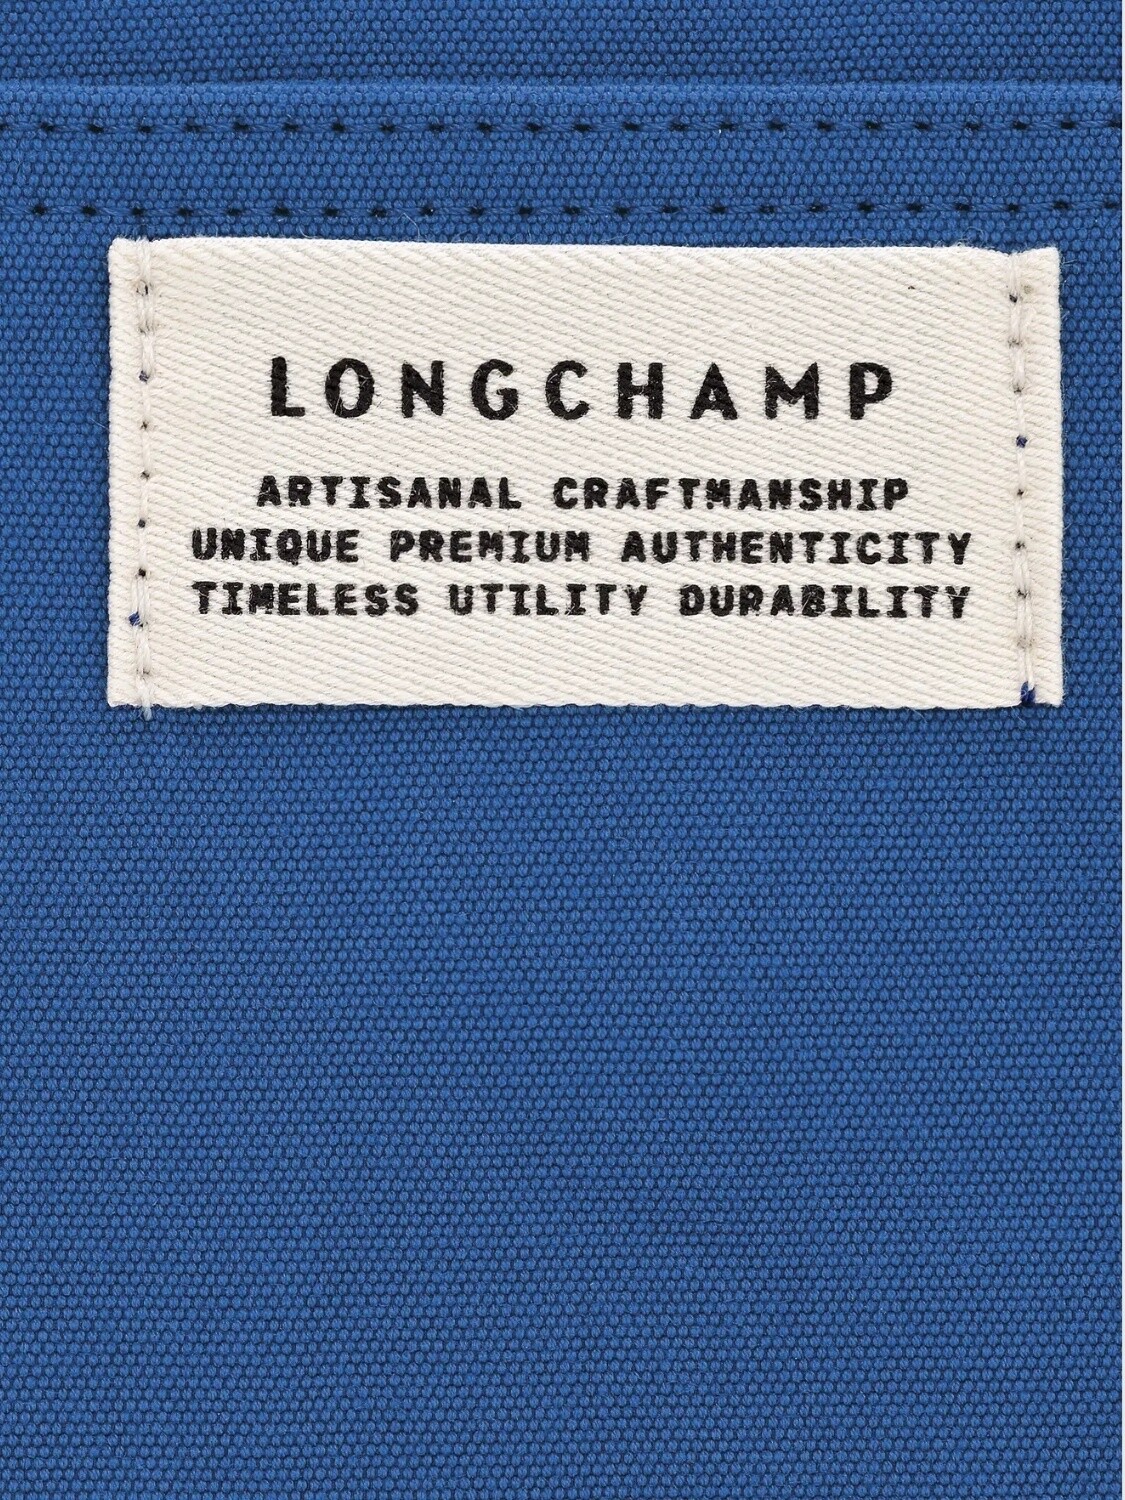 LONGCHAMP
ARTISANAL CRAFTMANSHIP
UNIQUE PREMIUM AUTHENTICITY
TIMELESS UTILITY DURABILITY